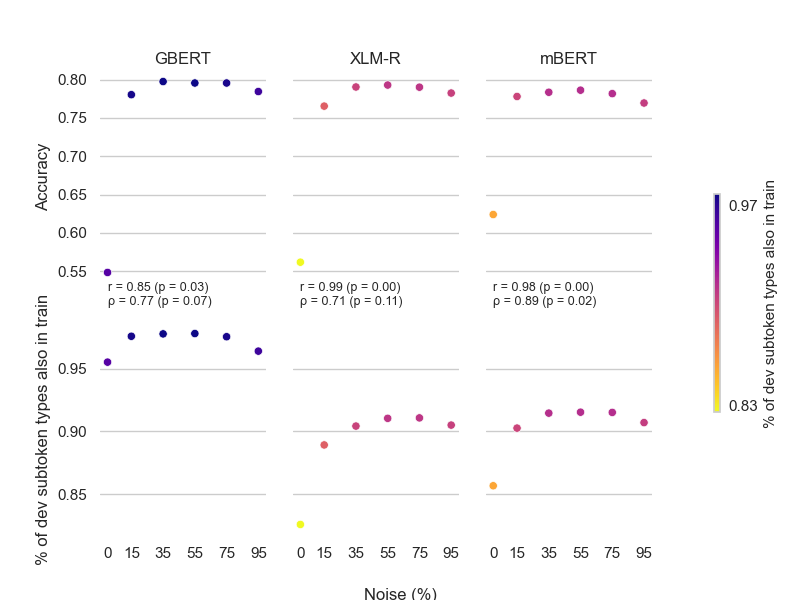 GBERT XLM-R mBERT
0.80
0.75
0.70
0.65
0.60
0.55
Accuracy
r = 0.85 (p = 0.03) r = 0.99 (p = 0.00) r = 0.98 (p = 0.00)
ρ = 0.77 (p = 0.07) ρ = 0.71 (p = 0.11) ρ = 0.89 (p = 0.02)
0.95
0.90
0.85
% of dev subtoken types also in train
0 15 35 55 75 95 0 15 35 55 75 95 0 15 35 55 75 95
Noise (%)
0.97
0.83
% of dev subtoken types also in train